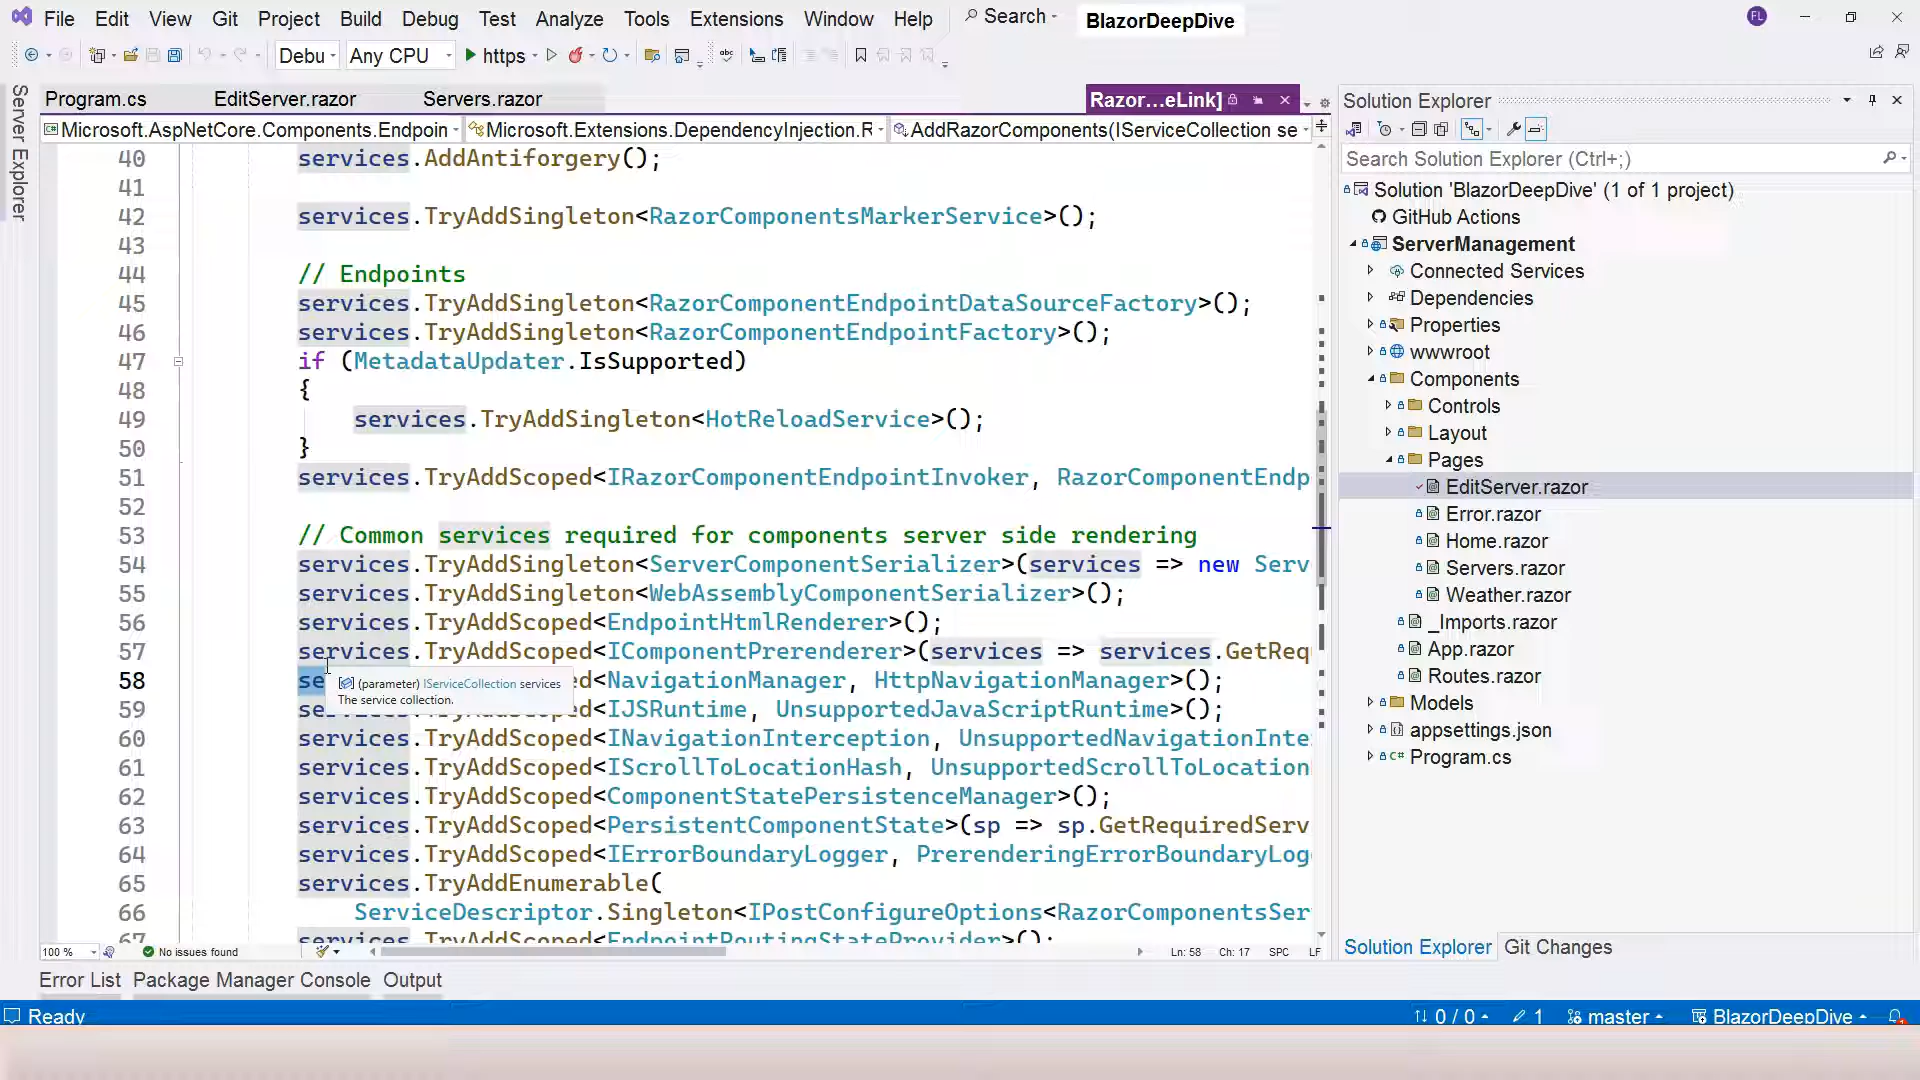 File Edit View Git Project Build Debug Test Analyze Tools Extensions Window Help Search BlazorDeepDive FL
Debu Any CPU https
Server Explorer
Program.cs EditServer.razor Servers.razor Razor...eLink]
Microsoft.AspNetCore.Components.Endpoin Microsoft.Extensions.DependencyInjection.R AddRazorComponents(IServiceCollection se
40 services.AddAntiforgery();
41
42 services.TryAddSingleton<RazorComponentsMarkerService>();
43
44 // Endpoints
45 services.TryAddSingleton<RazorComponentEndpointDataSourceFactory>();
46 services.TryAddSingleton<RazorComponentEndpointFactory>();
47 if (MetadataUpdater.IsSupported)
48 {
49 services.TryAddSingleton<HotReloadService>();
50 }
51 services.TryAddScoped<IRazorComponentEndpointInvoker, RazorComponentEndp
52
53 // Common services required for components server side rendering
54 services.TryAddSingleton<ServerComponentSerializer>(services => new Serv
55 services.TryAddSingleton<WebAssemblyComponentSerializer>();
56 services.TryAddScoped<EndpointHtmlRenderer>();
57 services.TryAddScoped<IComponentPrerenderer>(services => services.GetReq
58 se d<NavigationManager, HttpNavigationManager>();
(parameter) IServiceCollection services
The service collection.
59 services.TryAddScoped<IJSRuntime, UnsupportedJavaScriptRuntime>();
60 services.TryAddScoped<INavigationInterception, UnsupportedNavigationInte
61 services.TryAddScoped<IScrollToLocationHash, UnsupportedScrollToLocation
62 services.TryAddScoped<ComponentStatePersistenceManager>();
63 services.TryAddScoped<PersistentComponentState>(sp => sp.GetRequiredServ
64 services.TryAddScoped<IErrorBoundaryLogger, PrerenderingErrorBoundaryLog
65 services.TryAddEnumerable(
66 ServiceDescriptor.Singleton<IPostConfigureOptions<RazorComponentsSer
67 services.TryAddScoped<EndpointRoutingStateProvider>();
100 % No issues found Ln: 58 Ch: 17 SPC LF
Error List Package Manager Console Output
Ready 0 / 0 1 master BlazorDeepDive
Solution Explorer
Search Solution Explorer (Ctrl+;)
Solution 'BlazorDeepDive' (1 of 1 project)
GitHub Actions
ServerManagement
Connected Services
Dependencies
Properties
wwwroot
Components
Controls
Layout
Pages
EditServer.razor
Error.razor
Home.razor
Servers.razor
Weather.razor
_Imports.razor
App.razor
Routes.razor
Models
appsettings.json
Program.cs
Solution Explorer Git Changes